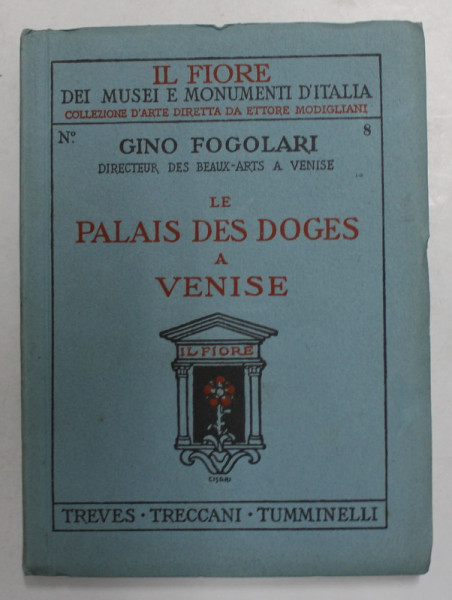 IL FIORE
DEI MUSEI E MONUMENTI D'ITALIA
COLLEZIONE D'ARTE DIRETTA DA ETTORE MODIGLIANI
Nº. 8
GINO FOGOLARI
DIRECTEUR DES BEAUX-ARTS A VENISE
LE
PALAIS DES DOGES
A
VENISE
IL FIORE
TREVES · TRECCANI · TUMMINELLI